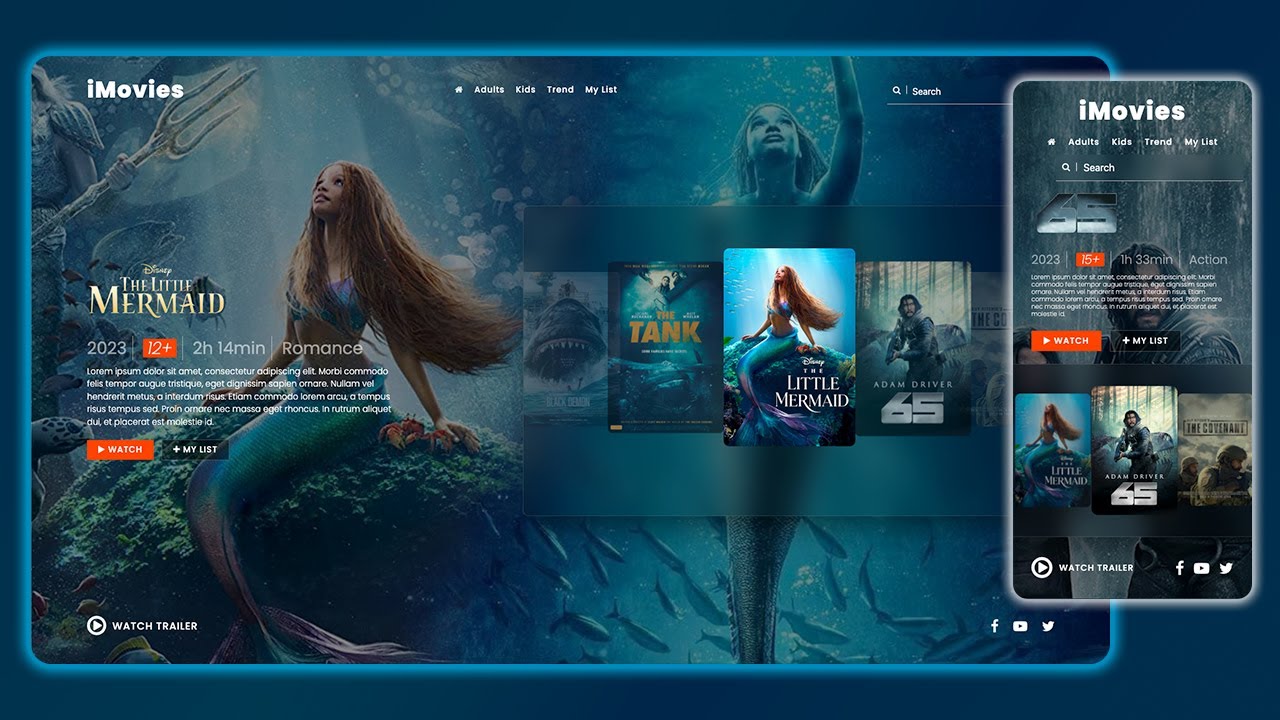 iMovies
Adults Kids Trend My List
Search
Disney
THE LITTLE
MERMAID
2023 12+ 2h 14min Romance
Lorem ipsum dolor sit amet, consectetur adipiscing elit. Morbi commodo
felis tempor augue tristique, eget dignissim sapien ornare. Nullam vel
hendrerit metus, a interdum risus. Etiam commodo lorem arcu, a tempus
risus tempus sed. Proin ornare nec massa eget rhoncus. In rutrum aliquet
dui, et placerat est molestie id.
WATCH
+ MY LIST
BLACK DEMON
THE
TANK
Disney
THE
LITTLE
MERMAID
ADAM DRIVER
65
THE COVENANT
WATCH TRAILER
iMovies
Adults Kids Trend My List
Search
65
2023 15+ 1h 33min Action
Lorem ipsum dolor sit amet, consectetur adipiscing elit.
Morbi commodo felis tempor augue tristique, eget dignissim sapien
ornare. Nullam vel hendrerit metus, a interdum risus. Etiam
commodo lorem arcu, a tempus risus tempus sed. Proin ornare
nec massa eget rhoncus. In rutrum aliquet dui, et placerat est
molestie id.
WATCH
+ MY LIST
Disney
THE
LITTLE
MERMAID
ADAM DRIVER
65
THE COVENANT
WATCH TRAILER